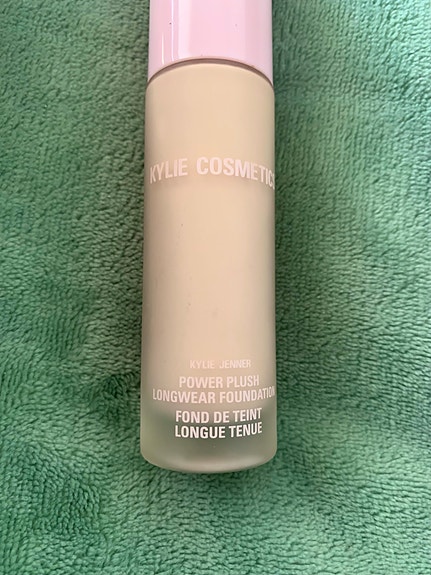 KYLIE COSMETICS
KYLIE JENNER
POWER PLUSH
LONGWEAR FOUNDATION
FOND DE TEINT
LONGUE TENUE